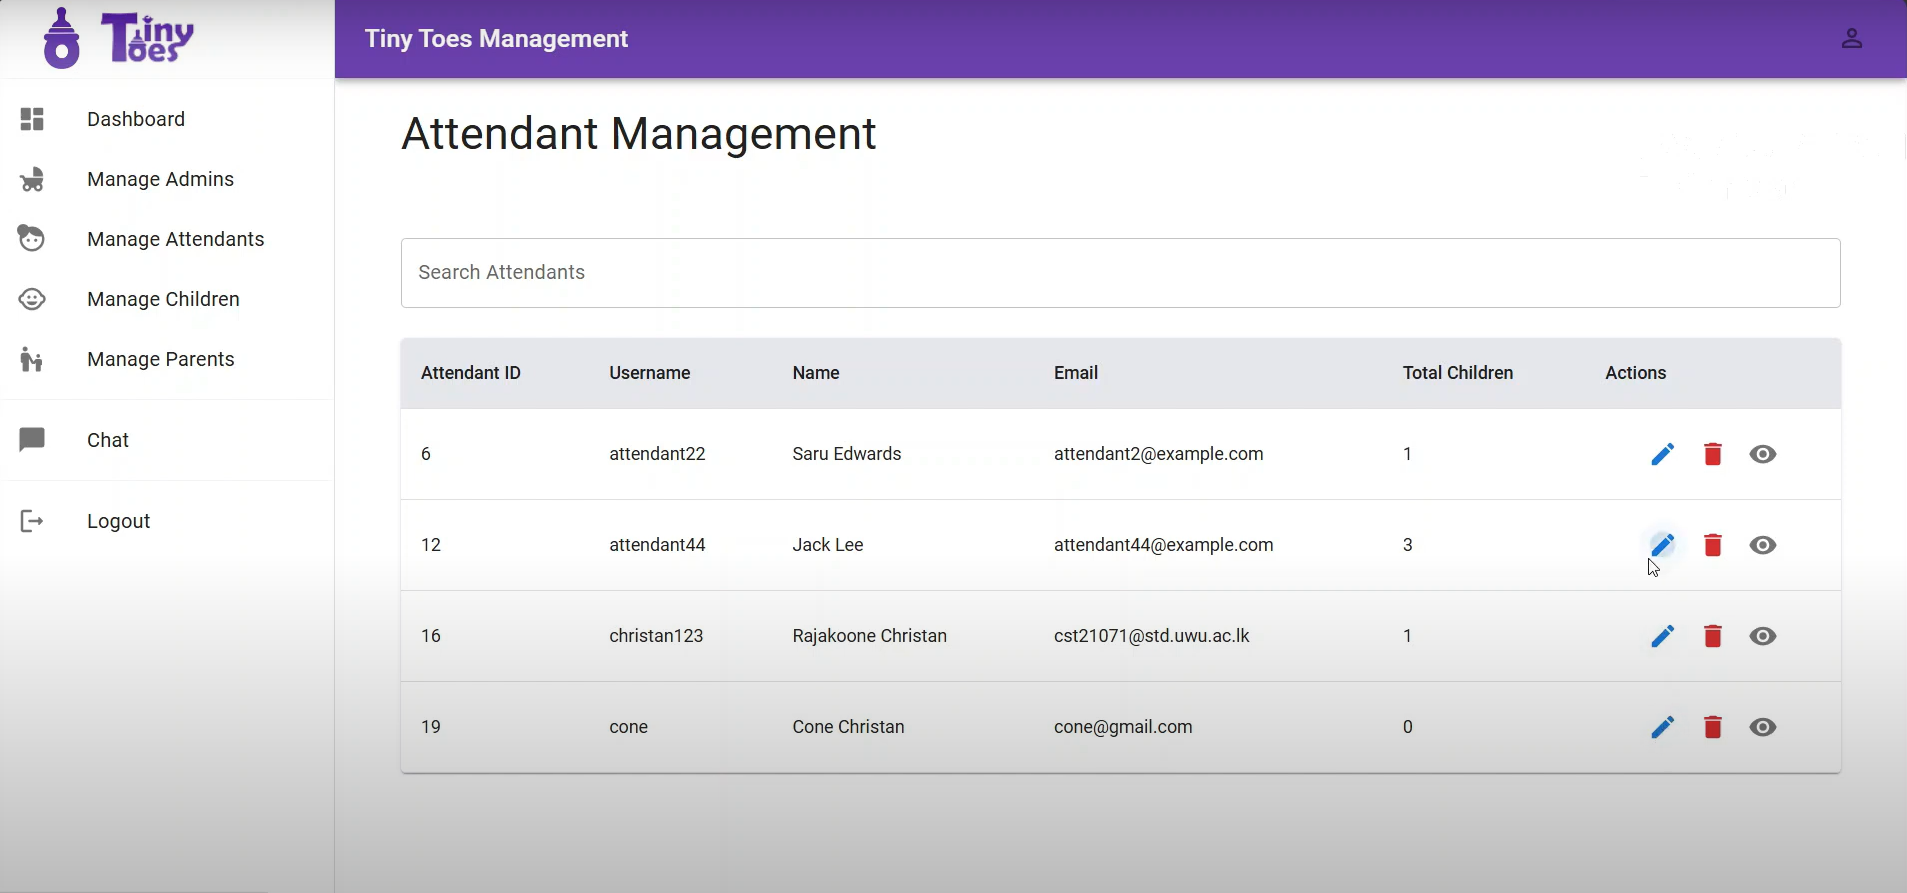 Tiny Toes
Tiny Toes Management
Dashboard
Manage Admins
Manage Attendants
Manage Children
Manage Parents
Chat
Logout
Attendant Management
Search Attendants
Attendant ID Username Name Email Total Children Actions
6 attendant22 Saru Edwards attendant2@example.com 1
12 attendant44 Jack Lee attendant44@example.com 3
16 christan123 Rajakoone Christan cst21071@std.uwu.ac.lk 1
19 cone Cone Christan cone@gmail.com 0